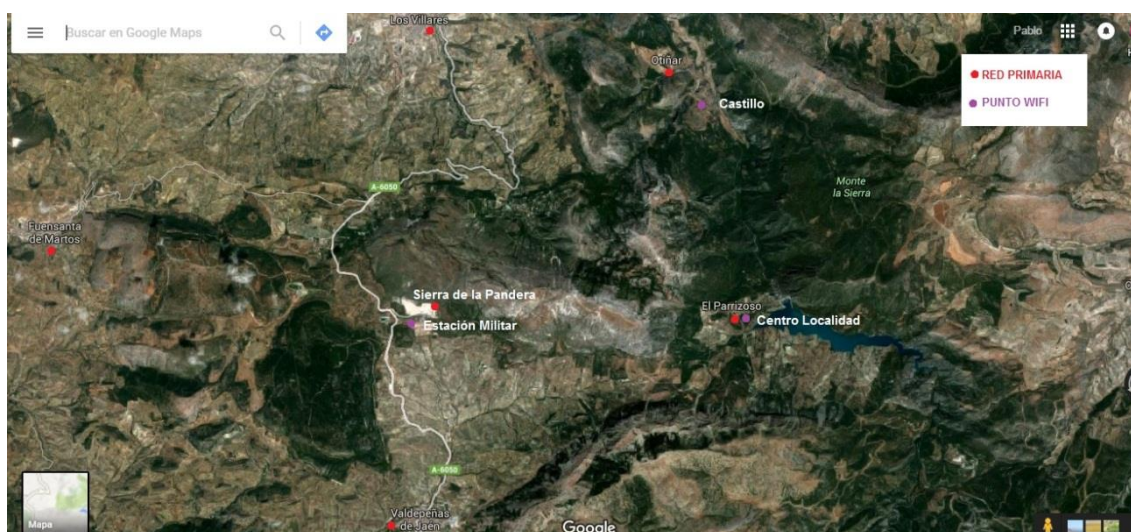 Buscar en Google Maps
Los Villares
Pablo
Otiñar
RED PRIMARIA
PUNTO WIFI
Castillo
Monte
la Sierra
A-6050
Fuensanta
de Martos
Sierra de la Pandera
Estación Militar
El Parrizoso
Centro Localidad
A-6050
Valdepeñas
de Jaén
Mapa
Google